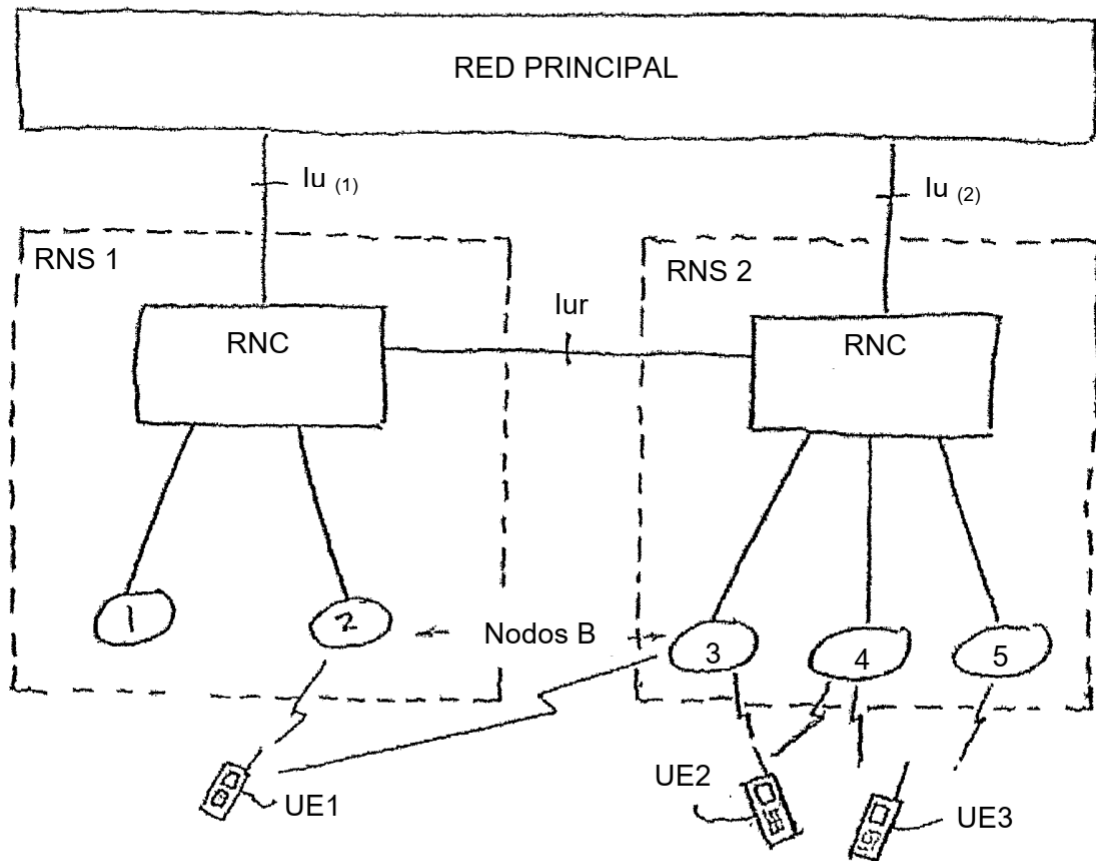 RED PRINCIPAL
Iu (1)
Iu (2)
RNS 1
RNS 2
Iur
RNC
RNC
1
2
Nodos B
3
4
5
UE1
UE2
UE3